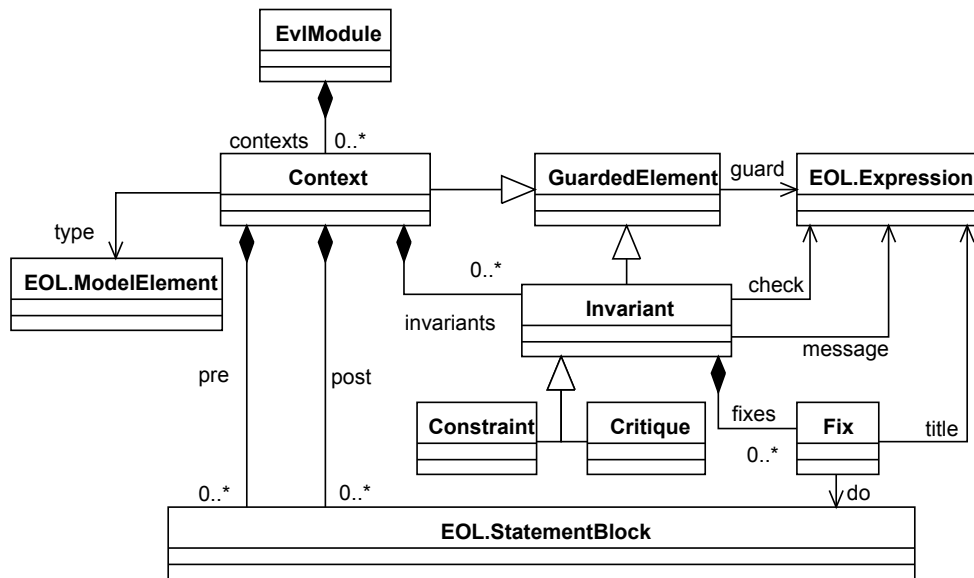 EvlModule
contexts 0..*
Context
GuardedElement
guard
EOL.Expression
type
EOL.ModelElement
0..*
invariants
Invariant
check
message
pre
post
Constraint
Critique
fixes
0..*
Fix
title
do
0..*
0..*
EOL.StatementBlock